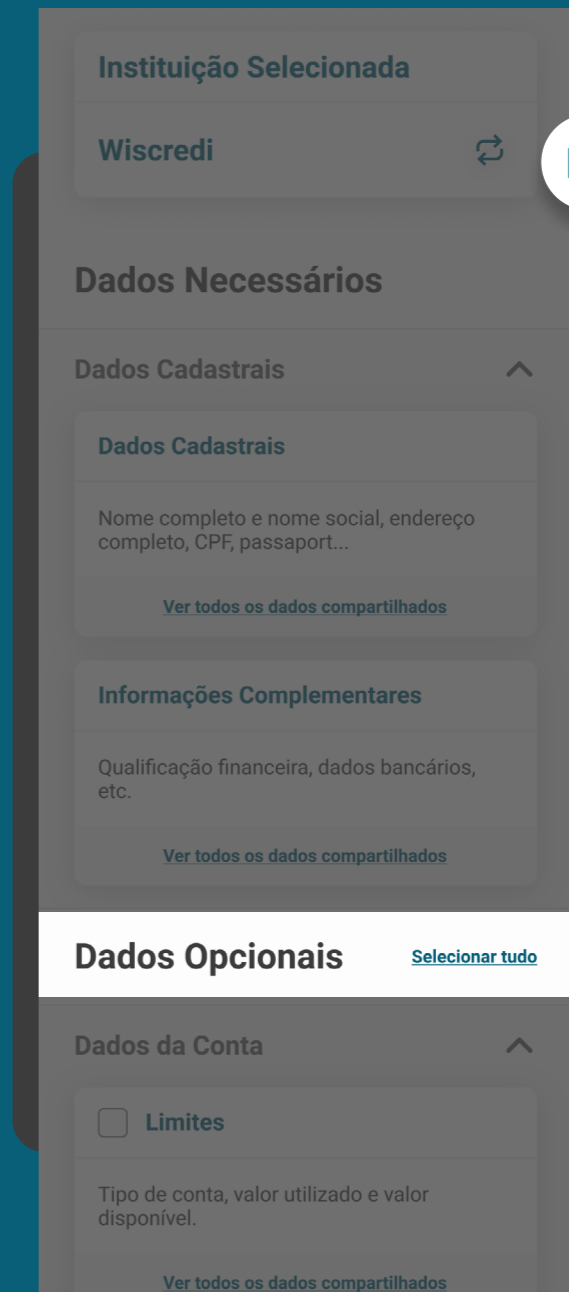 Instituição Selecionada
Wiscredi
Dados Necessários
Dados Cadastrais
Dados Cadastrais
Nome completo e nome social, endereço
completo, CPF, passaport...
Ver todos os dados compartilhados
Informações Complementares
Qualificação financeira, dados bancários,
etc.
Ver todos os dados compartilhados
Dados Opcionais
Selecionar tudo
Dados da Conta
Limites
Tipo de conta, valor utilizado e valor
disponível.
Ver todos os dados compartilhados